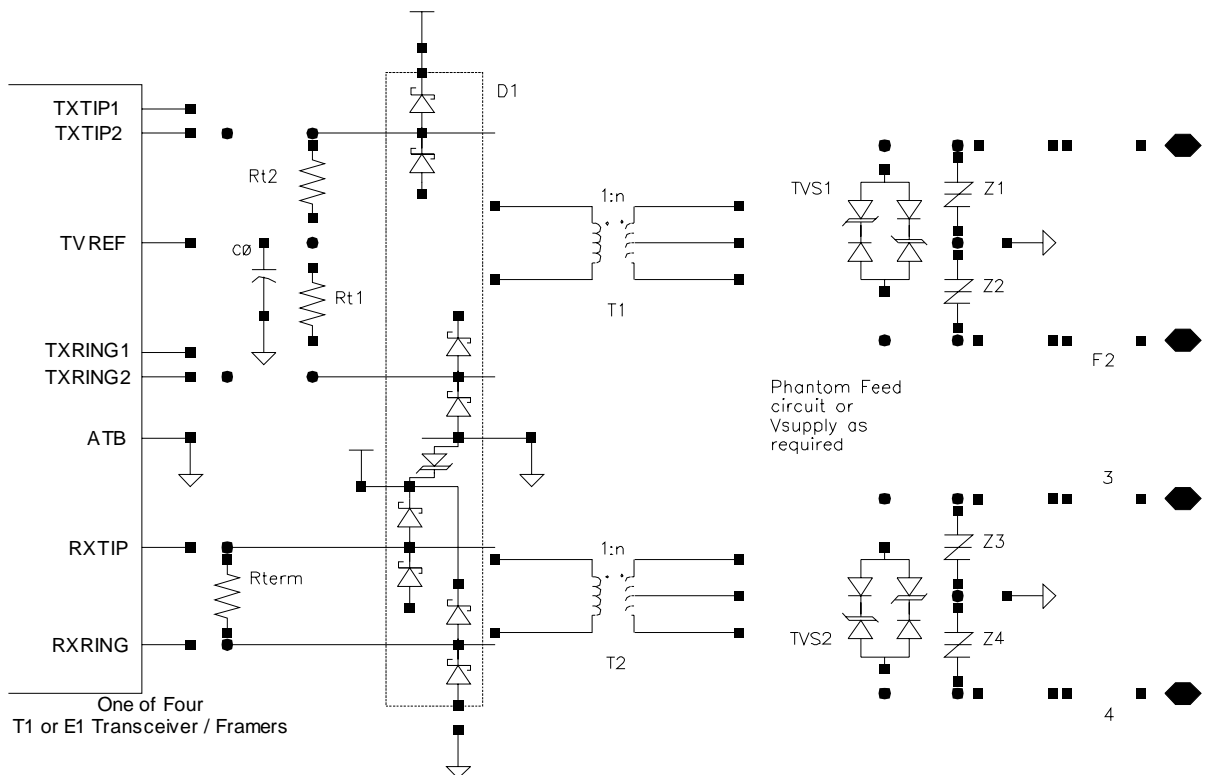 TXTIP1
TXTIP2
TVREF
TXRING1
TXRING2
ATB
RXTIP
RXRING
One of Four
T1 or E1 Transceiver / Framers
Rt2
CØ
Rt1
Rterm
D1
1:n
T1
1:n
T2
TVS1
Z1
Z2
F2
Phantom Feed
circuit or
Vsupply as
required
3
Z3
TVS2
Z4
4